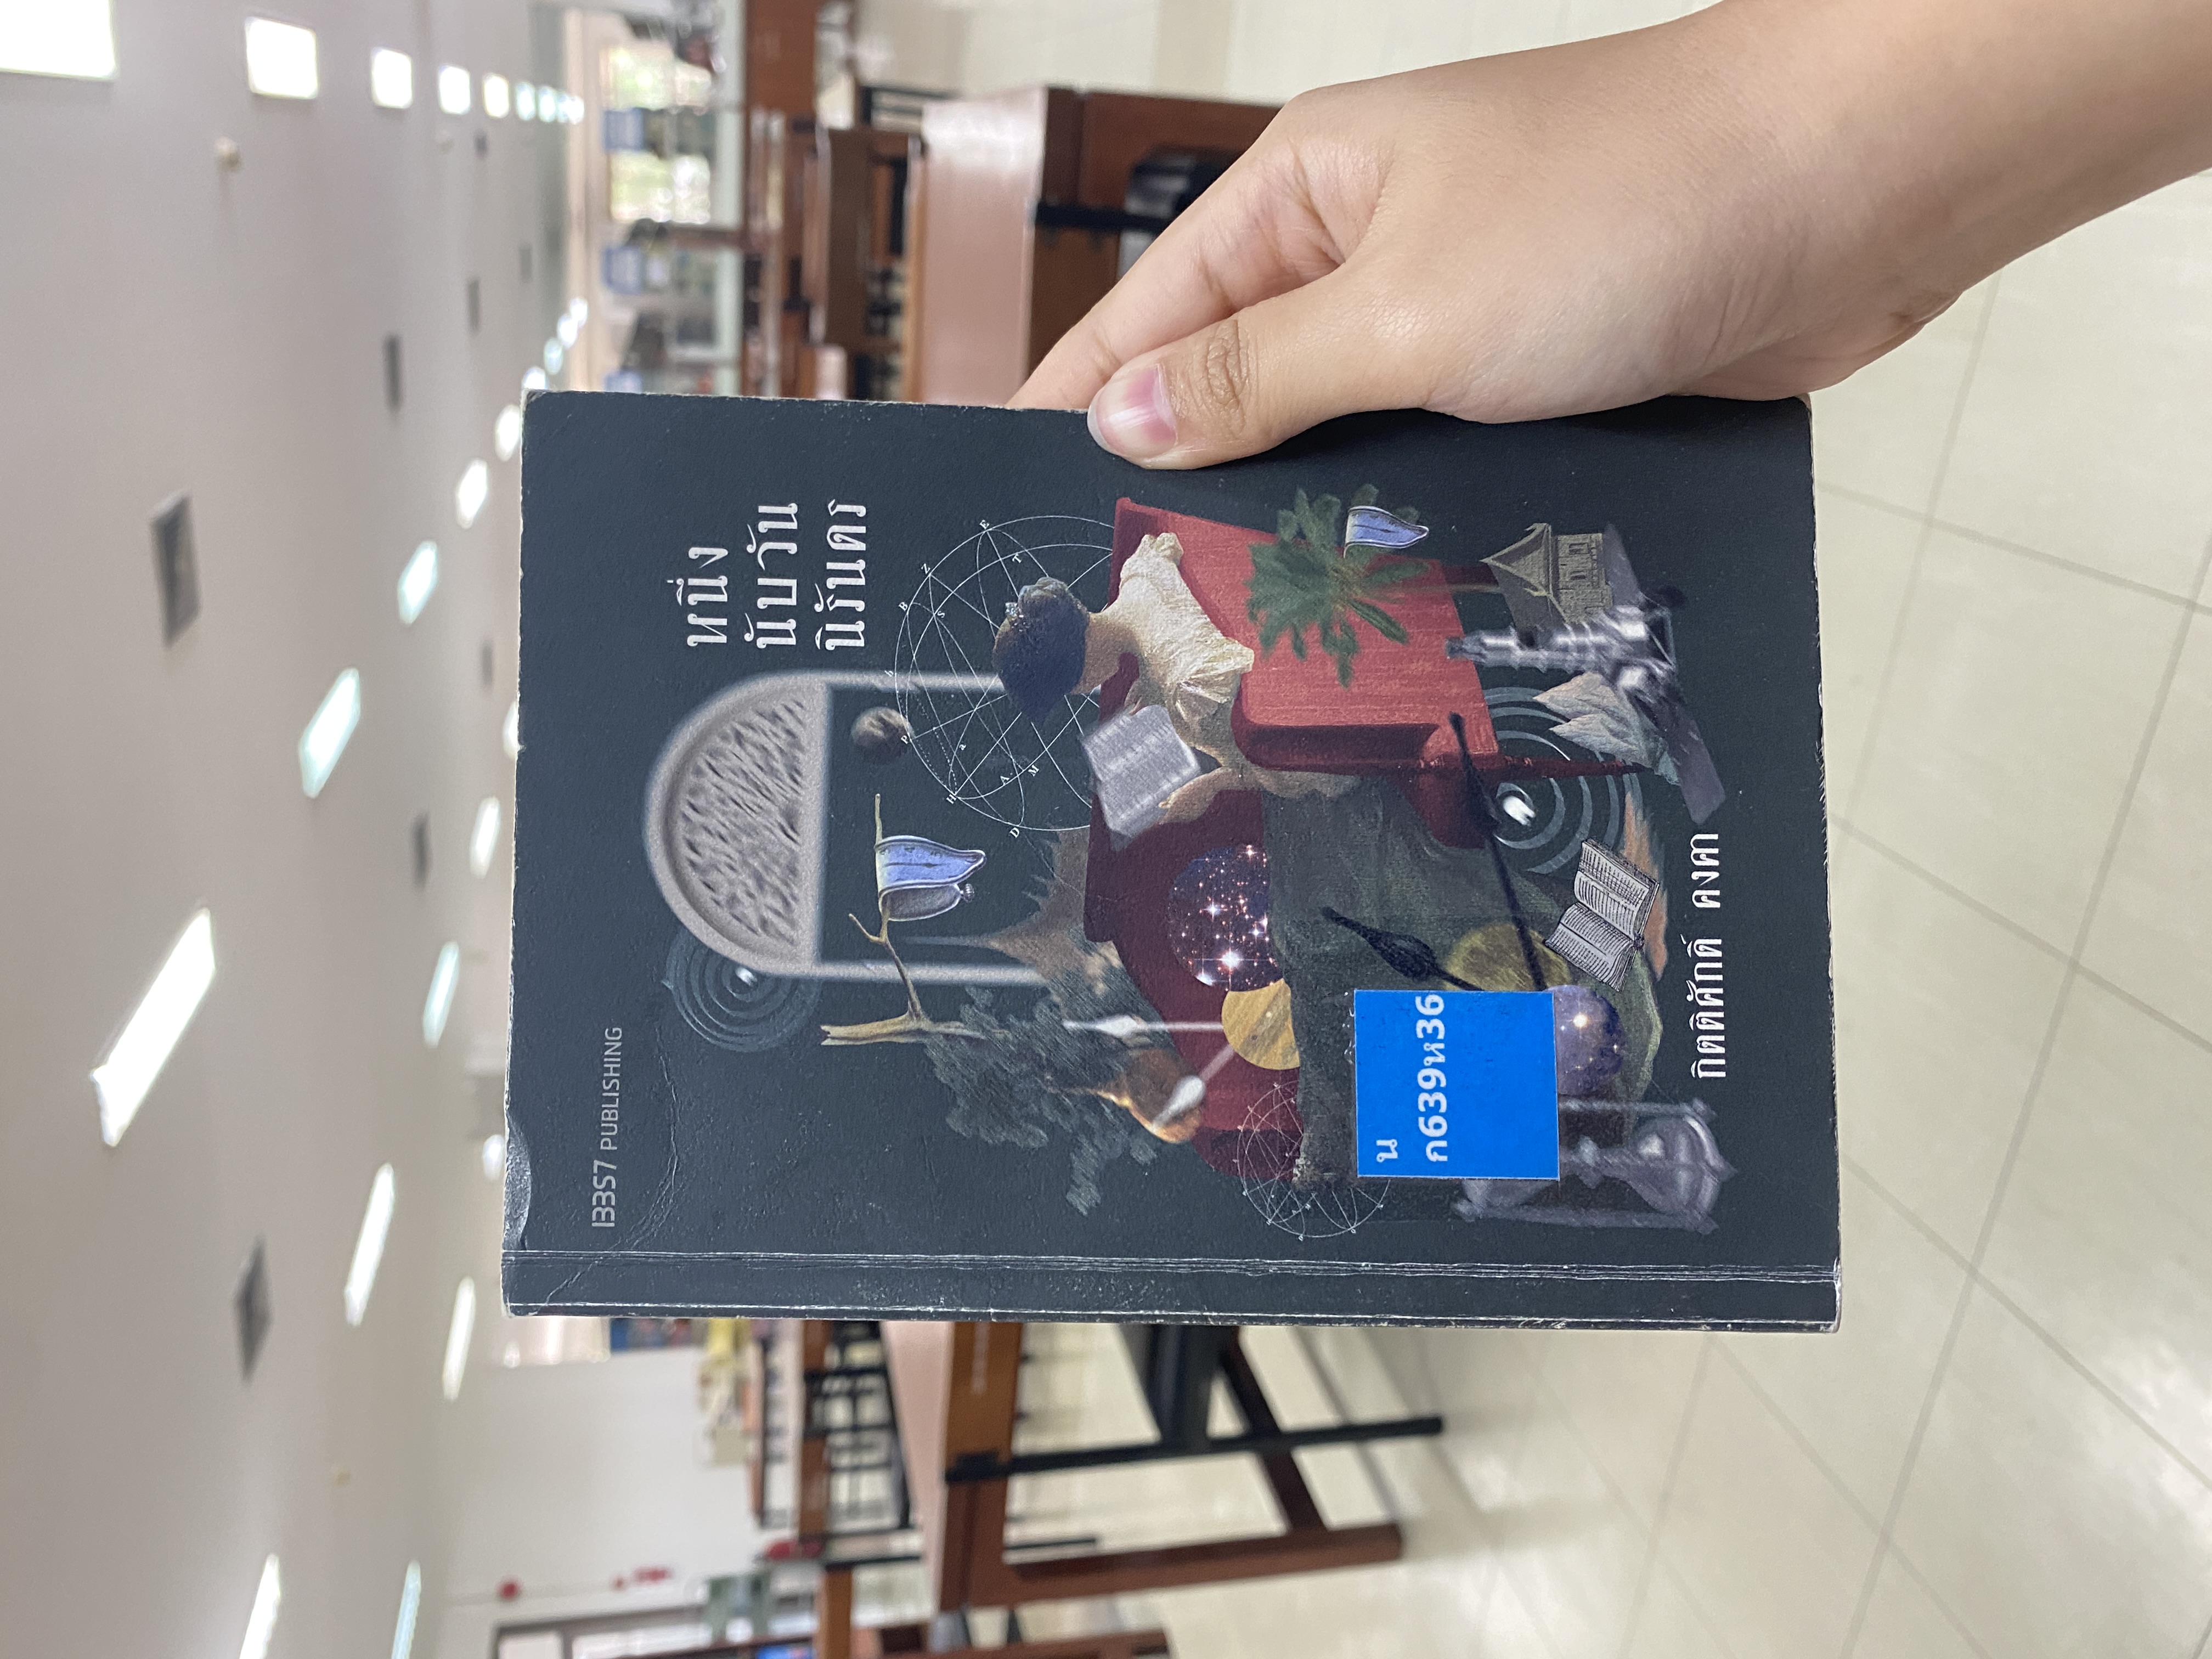 13357 PUBLISHING
หนึ่ง
นับวัน
นิรันดร
P
L
B
Z
H
A
S
E
D
A
M
T
น
ก639ห36
กิตติศักดิ์ คงคา